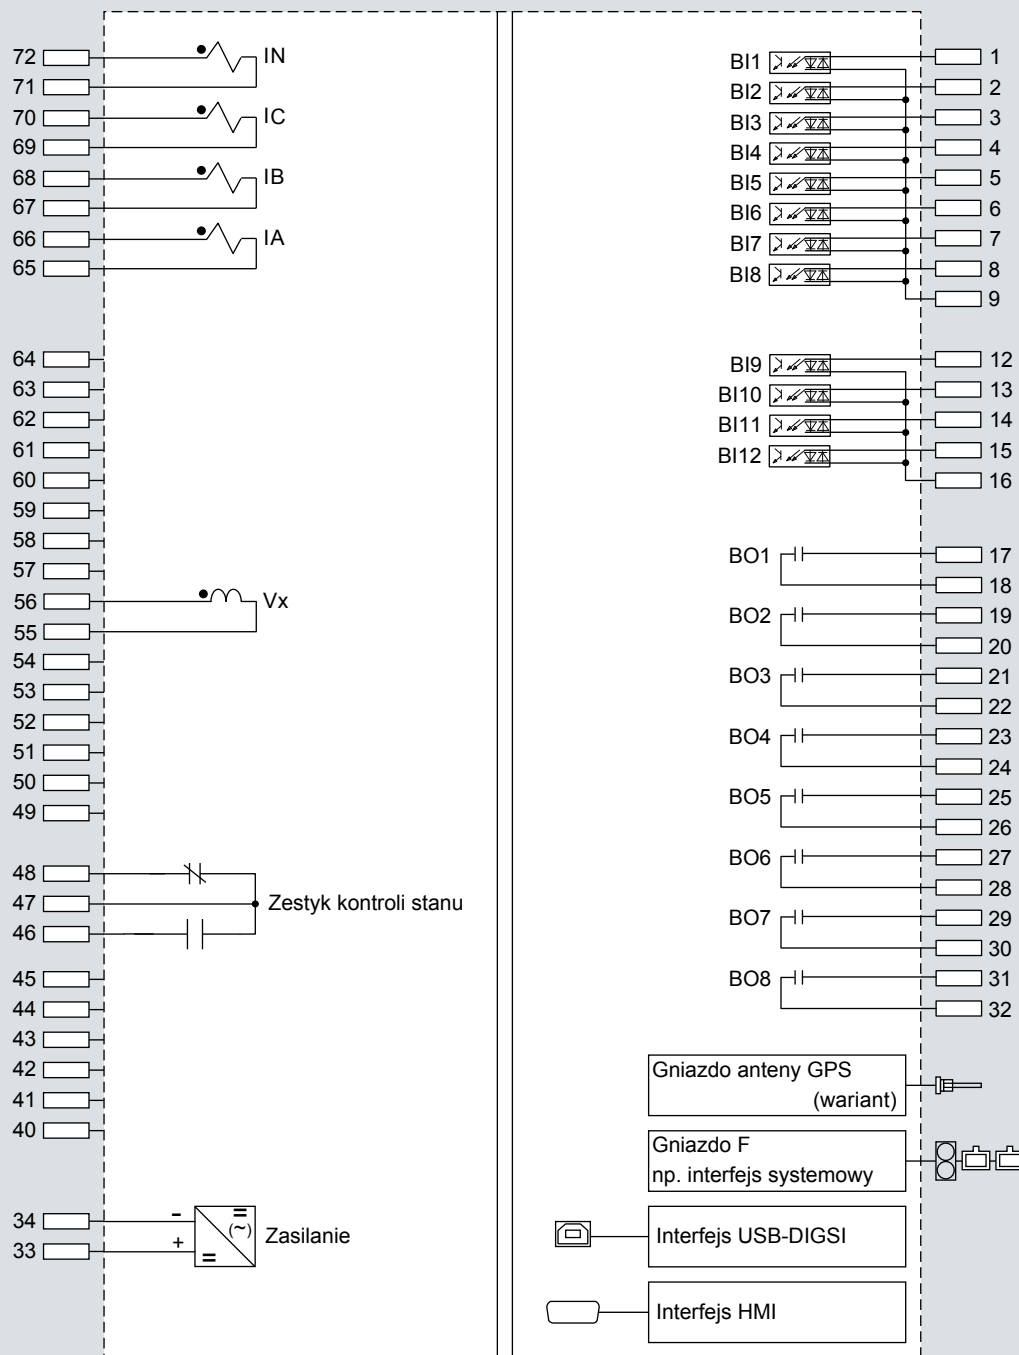 72 IN
71
70 IC
69
68 IB
67
66 IA
65
64
63
62
61
60
59
58
57
56 Vx
55
54
53
52
51
50
49
48
47 Zestyk kontroli stanu
46
45
44
43
42
41
40
34 - = (~)
33 + = Zasilanie
BI1 1
BI2 2
BI3 3
BI4 4
BI5 5
BI6 6
BI7 7
BI8 8
9
BI9 12
BI10 13
BI11 14
BI12 15
16
BO1 17
18
BO2 19
20
BO3 21
22
BO4 23
24
BO5 25
26
BO6 27
28
BO7 29
30
BO8 31
32
Gniazdo anteny GPS
(wariant)
Gniazdo F
np. interfejs systemowy
Interfejs USB-DIGSI
Interfejs HMI